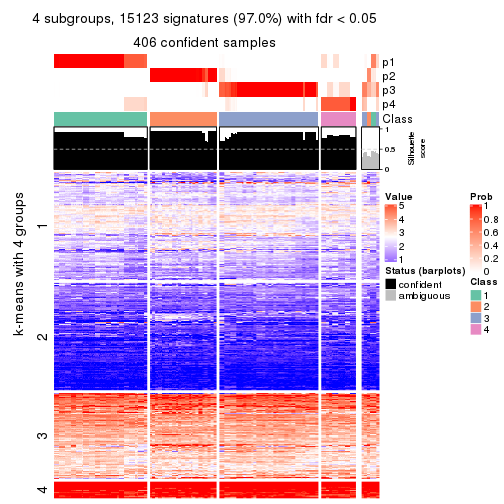 4 subgroups, 15123 signatures (97.0%) with fdr < 0.05
406 confident samples
p1
p2
p3
p4
Class
1
0.5
0
Silhouette
score
k-means with 4 groups
1
2
3
4
Value
5
4
3
2
1
Prob
1
0.8
0.6
0.4
0.2
0
Status (barplots)
confident
ambiguous
Class
1
2
3
4